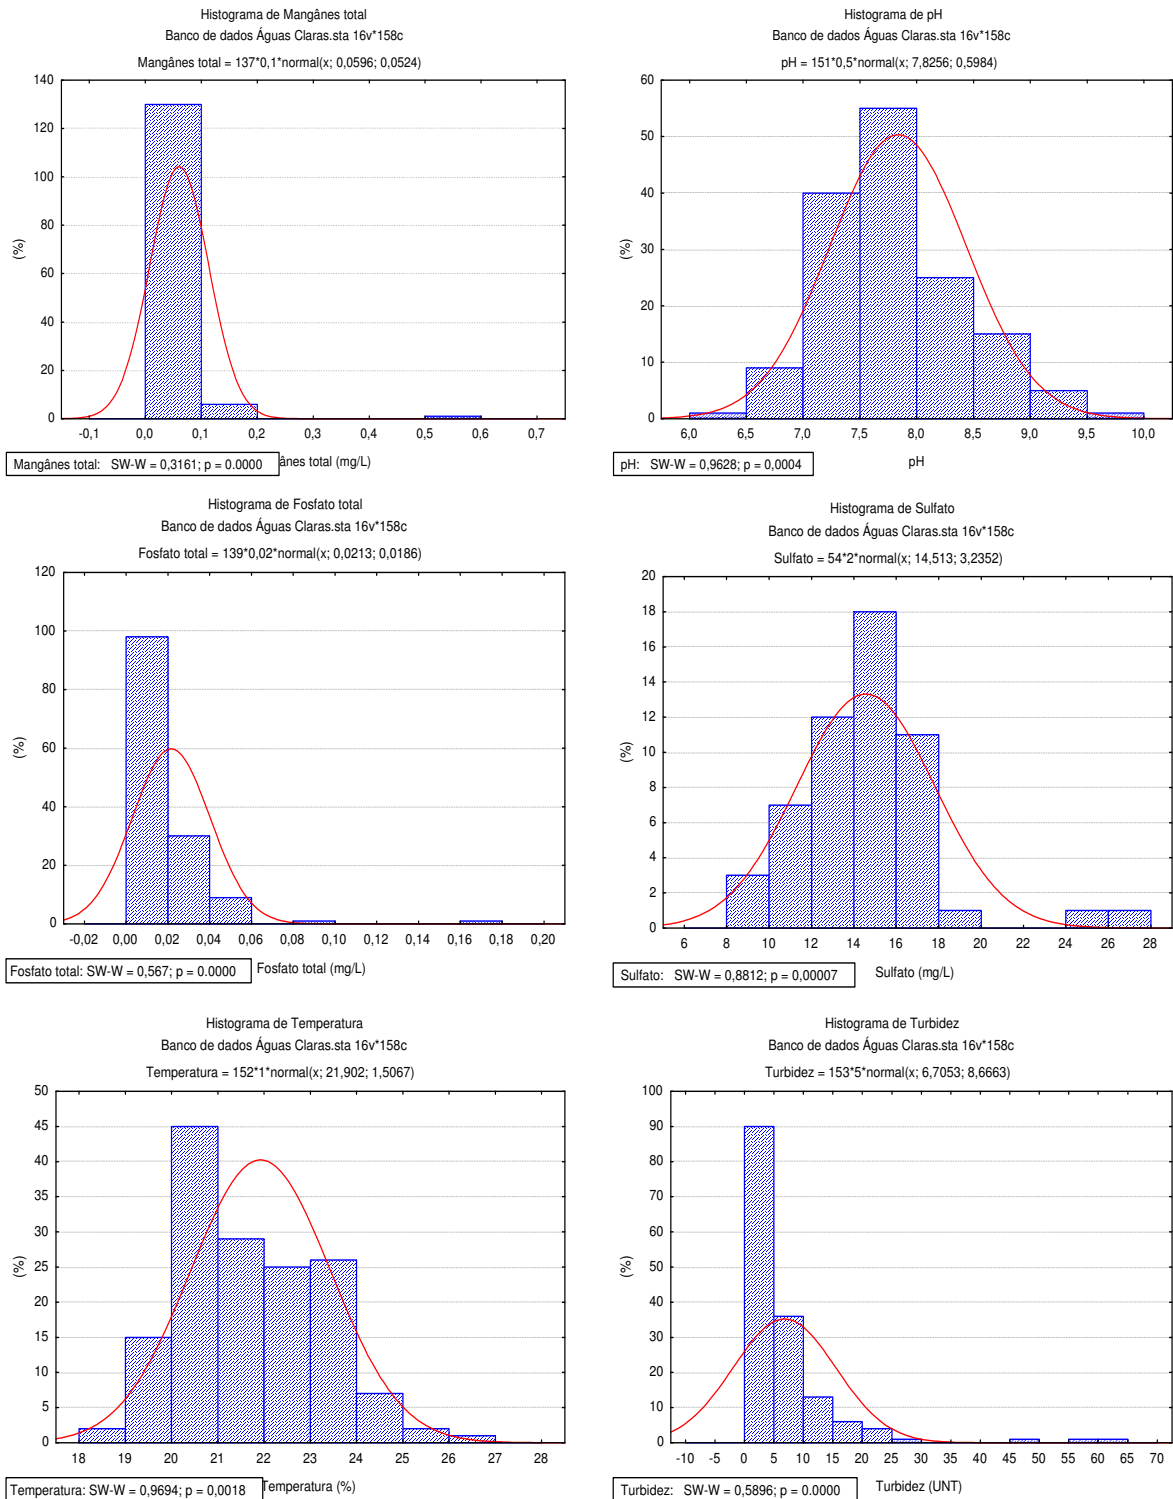 Histograma de Mangânes total
Banco de dados Águas Claras.sta 16v*158c
Mangânes total = 137*0,1*normal(x; 0,0596; 0,0524)
140
120
100
80
60
40
20
0
(%)
-0,1 0,0 0,1 0,2 0,3 0,4 0,5 0,6 0,7
Mangânes total: SW-W = 0,3161; p = 0.0000
ânes total (mg/L)
Histograma de pH
Banco de dados Águas Claras.sta 16v*158c
pH = 151*0,5*normal(x; 7,8256; 0,5984)
60
50
40
30
20
10
0
(%)
6,0 6,5 7,0 7,5 8,0 8,5 9,0 9,5 10,0
pH: SW-W = 0,9628; p = 0,0004
pH
Histograma de Fosfato total
Banco de dados Águas Claras.sta 16v*158c
Fosfato total = 139*0,02*normal(x; 0,0213; 0,0186)
120
100
80
60
40
20
0
(%)
-0,02 0,00 0,02 0,04 0,06 0,08 0,10 0,12 0,14 0,16 0,18 0,20
Fosfato total: SW-W = 0,567; p = 0.0000
Fosfato total (mg/L)
Histograma de Sulfato
Banco de dados Águas Claras.sta 16v*158c
Sulfato = 54*2*normal(x; 14,513; 3,2352)
20
18
16
14
12
10
8
6
4
2
0
(%)
6 8 10 12 14 16 18 20 22 24 26 28
Sulfato: SW-W = 0,8812; p = 0,00007
Sulfato (mg/L)
Histograma de Temperatura
Banco de dados Águas Claras.sta 16v*158c
Temperatura = 152*1*normal(x; 21,902; 1,5067)
50
45
40
35
30
25
20
15
10
5
0
(%)
18 19 20 21 22 23 24 25 26 27 28
Temperatura: SW-W = 0,9694; p = 0,0018
Temperatura (%)
Histograma de Turbidez
Banco de dados Águas Claras.sta 16v*158c
Turbidez = 153*5*normal(x; 6,7053; 8,6663)
100
90
80
70
60
50
40
30
20
10
0
(%)
-10 -5 0 5 10 15 20 25 30 35 40 45 50 55 60 65 70
Turbidez: SW-W = 0,5896; p = 0.0000
Turbidez (UNT)